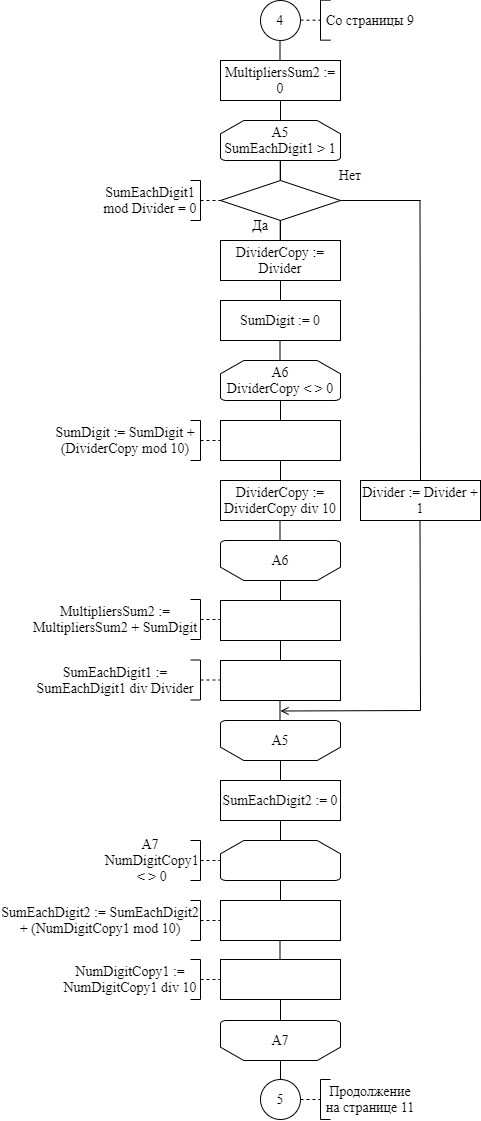 4
Со страницы 9
MultipliersSum2 :=
0
A5
SumEachDigit1 > 1
Нет
SumEachDigit1
mod Divider = 0
Да
DividerCopy :=
Divider
SumDigit := 0
A6
DividerCopy < > 0
SumDigit := SumDigit +
(DividerCopy mod 10)
DividerCopy :=
DividerCopy div 10
Divider := Divider +
1
A6
MultipliersSum2 :=
MultipliersSum2 + SumDigit
SumEachDigit1 :=
SumEachDigit1 div Divider
A5
SumEachDigit2 := 0
A7
NumDigitCopy1
< > 0
SumEachDigit2 := SumEachDigit2
+ (NumDigitCopy1 mod 10)
NumDigitCopy1 :=
NumDigitCopy1 div 10
A7
5
Продолжение
на странице 11